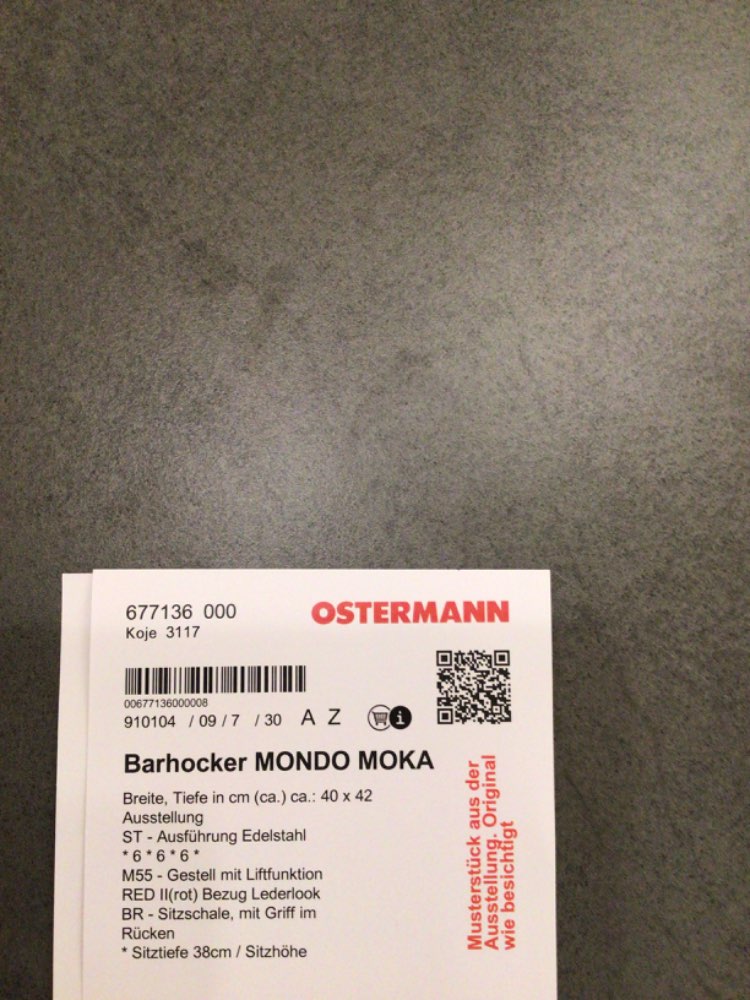 677136 000
OSTERMANN
Koje 3117
00677136000008
910104 / 09 / 7 / 30 A Z
i
Barhocker MONDO MOKA
Breite, Tiefe in cm (ca.) ca.: 40 x 42
Ausstellung
ST - Ausführung Edelstahl
* 6 * 6 * 6 *
M55 - Gestell mit Liftfunktion
RED II(rot) Bezug Lederlook
BR - Sitzschale, mit Griff im
Rücken
* Sitztiefe 38cm / Sitzhöhe
Musterstück aus der
Ausstellung. Original
wie besichtigt